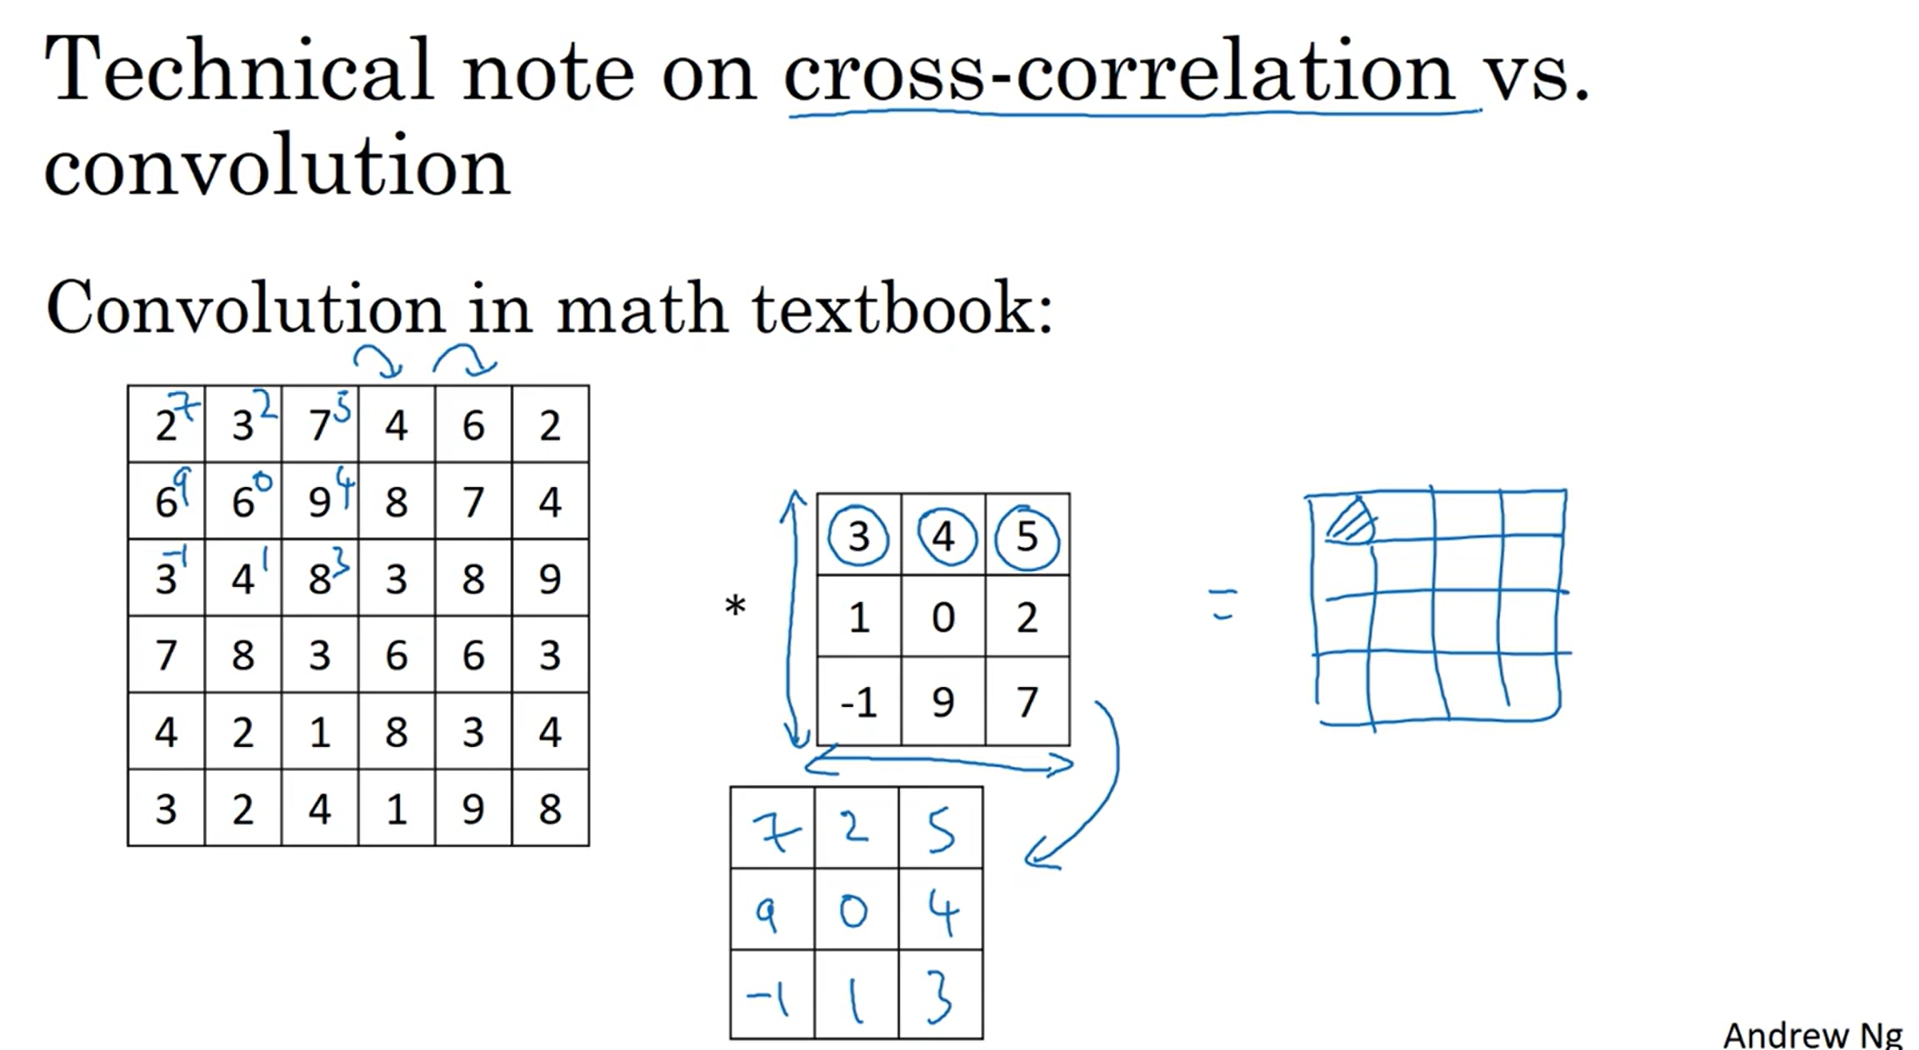 Technical note on cross-correlation vs.
convolution
Convolution in math textbook:
2 7 3 2 7 5 4 6 2
6 9 6 0 9 4 8 7 4
3 -1 4 1 8 3 3 8 9
7 8 3 6 6 3
4 2 1 8 3 4
3 2 4 1 9 8
*
3 4 5
1 0 2
-1 9 7
=
7 2 5
9 0 4
-1 1 3
Andrew Ng